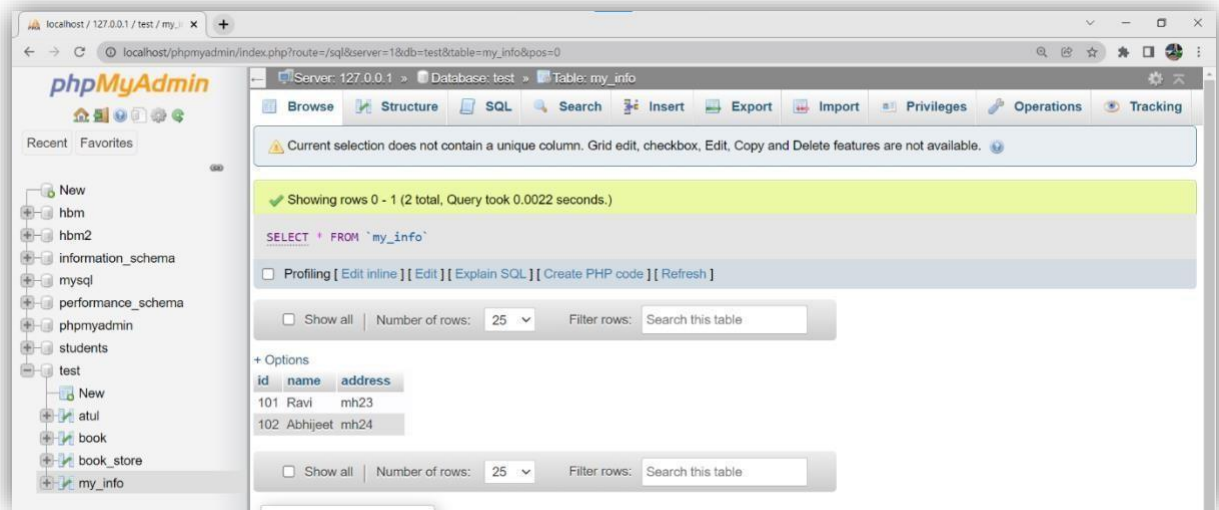 localhost / 127.0.0.1 / test / my_i
localhost/phpmyadmin/index.php?route=/sql&server=1&db=test&table=my_info&pos=0
phpMyAdmin
Recent Favorites
New
hbm
hbm2
information_schema
mysql
performance_schema
phpmyadmin
students
test
New
atul
book
book_store
my_info
Server: 127.0.0.1 » Database: test » Table: my_info
Browse Structure SQL Search Insert Export Import Privileges Operations Tracking
Current selection does not contain a unique column. Grid edit, checkbox, Edit, Copy and Delete features are not available.
Showing rows 0 - 1 (2 total, Query took 0.0022 seconds.)
SELECT * FROM `my_info`
Profiling [ Edit inline ] [ Edit ] [ Explain SQL ] [ Create PHP code ] [ Refresh ]
Show all | Number of rows: 25 Filter rows: Search this table
+ Options
id name address
101 Ravi mh23
102 Abhijeet mh24
Show all | Number of rows: 25 Filter rows: Search this table